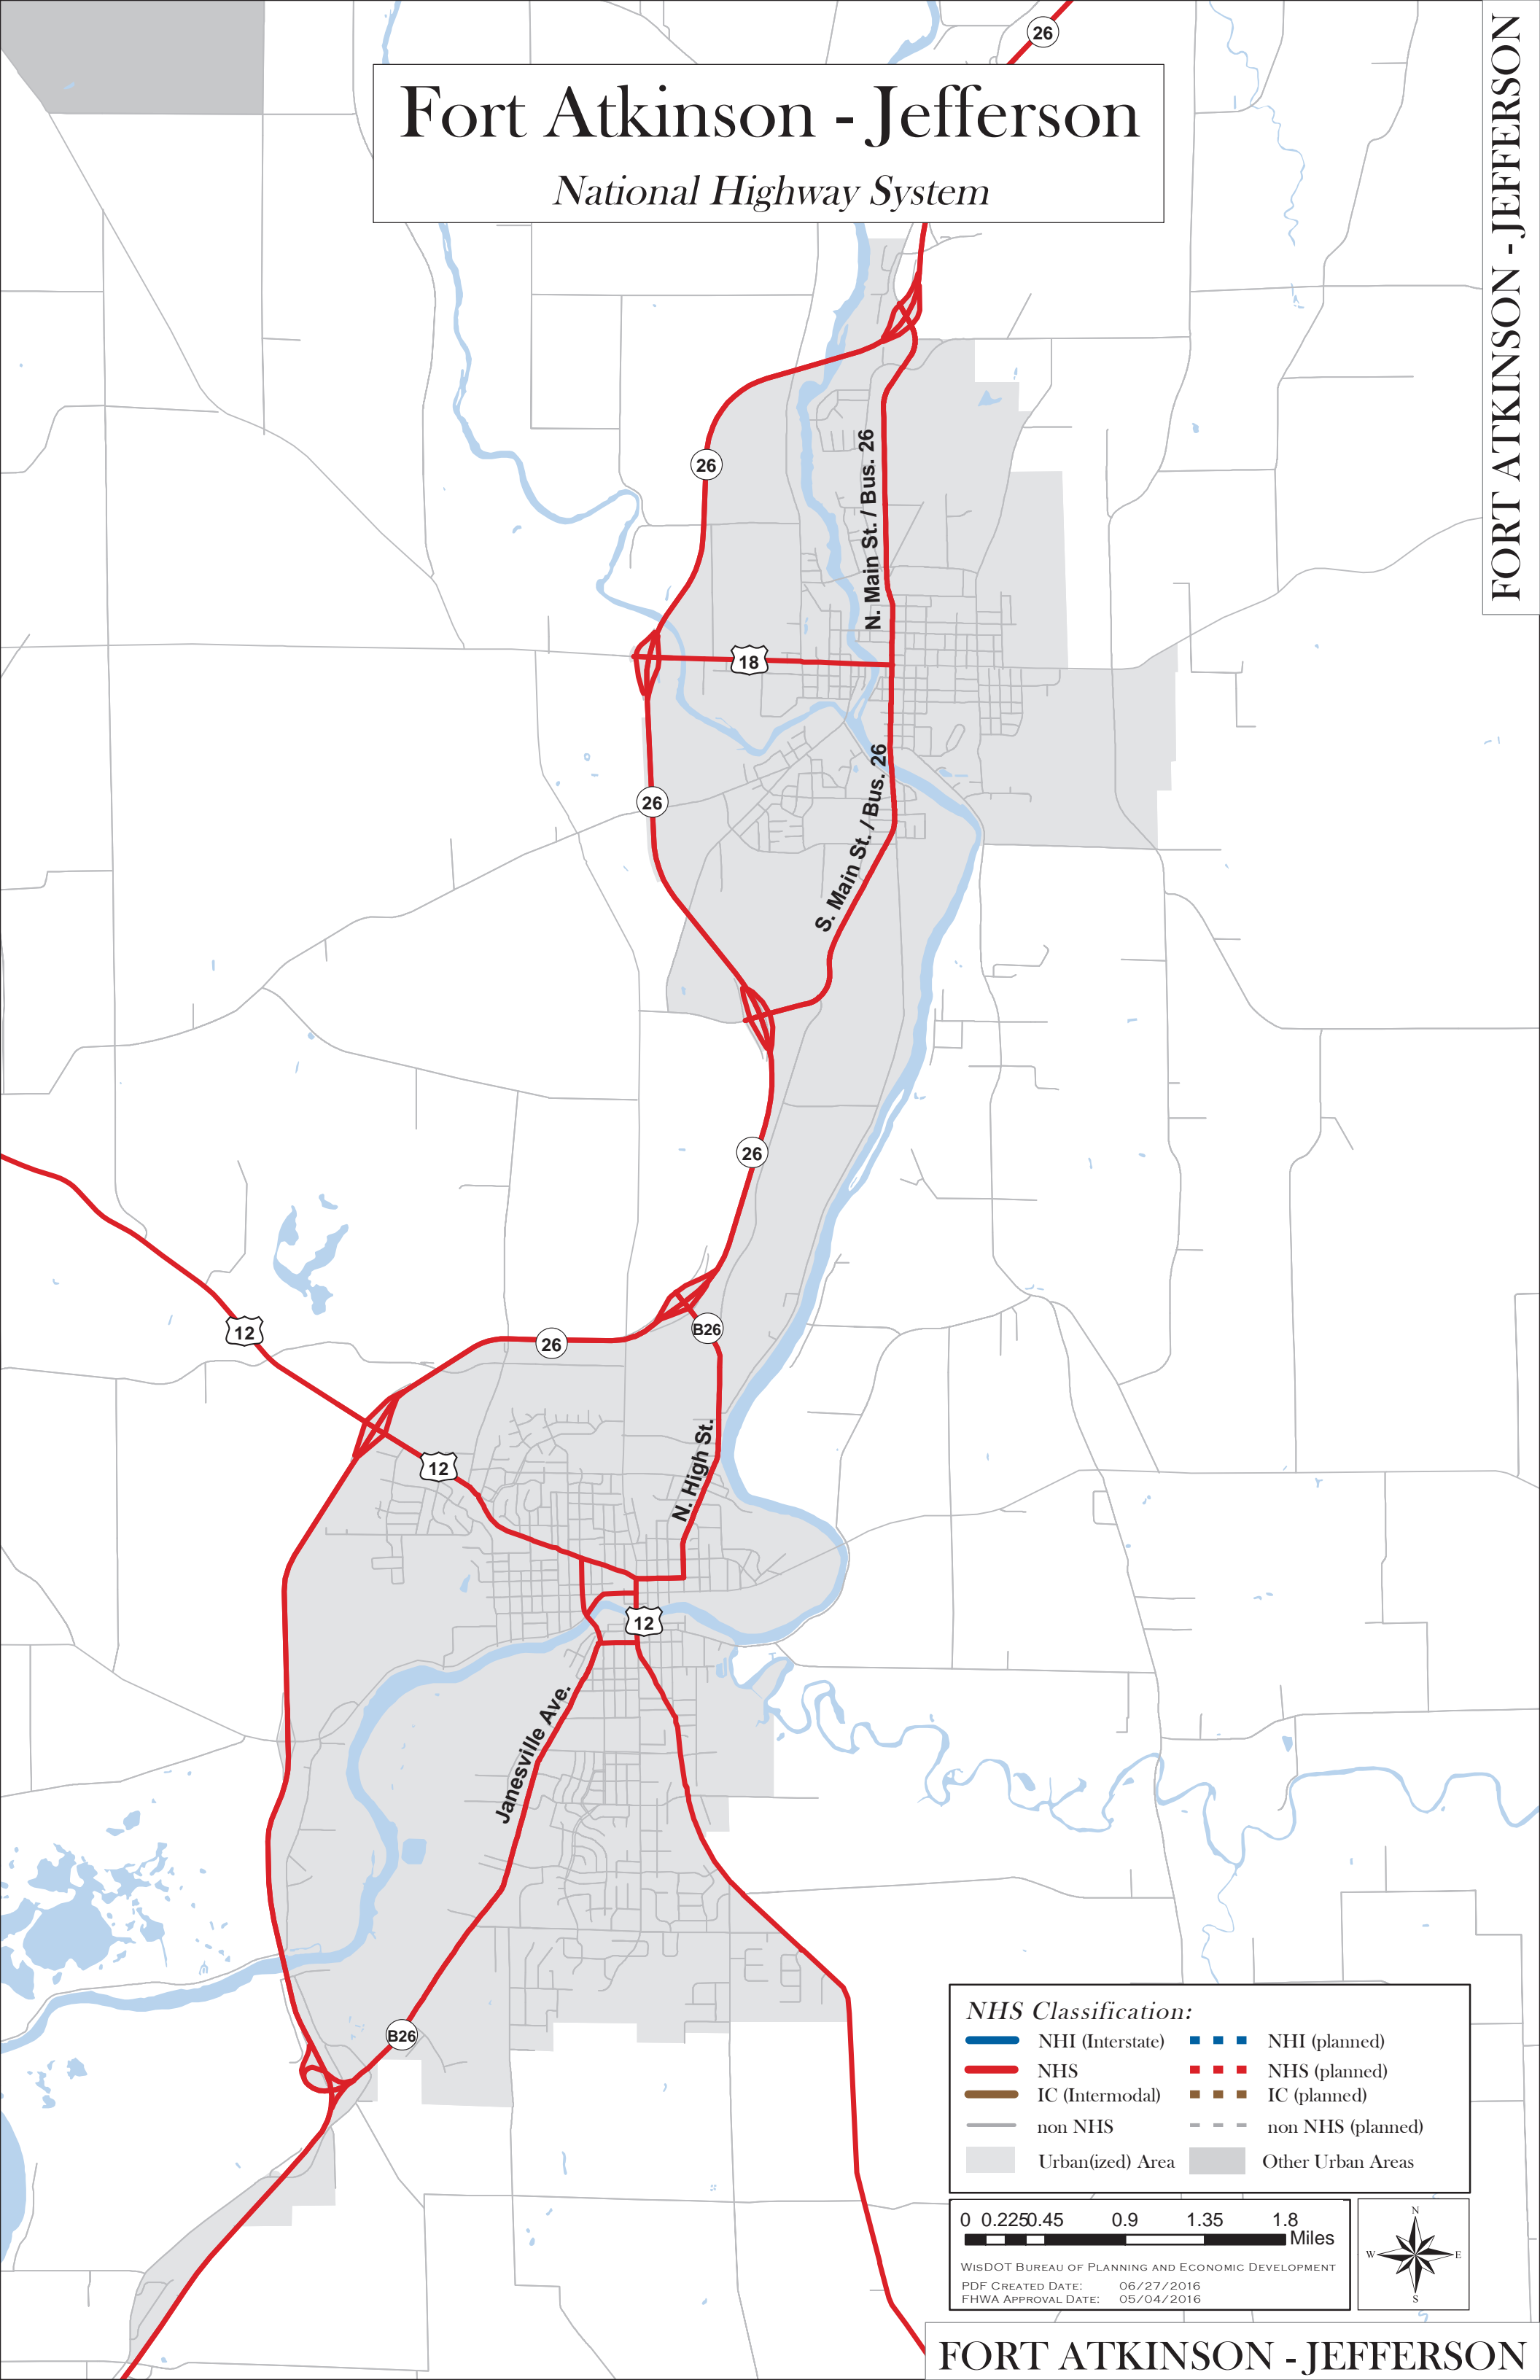 26
Fort Atkinson - Jefferson
National Highway System
FORT ATKINSON - JEFFERSON
26
N. Main St. / Bus. 26
18
26
S. Main St. / Bus. 26
26
12
B26
26
12
N. High St.
12
Janesville Ave.
B26
NHS Classification:
NHI (Interstate)
NHI (planned)
NHS
NHS (planned)
IC (Intermodal)
IC (planned)
non NHS
non NHS (planned)
Urban(ized) Area
Other Urban Areas
0 0.225 0.45 0.9 1.35 1.8
Miles
WisDOT Bureau of Planning and Economic Development
PDF Created Date: 06/27/2016
FHWA Approval Date: 05/04/2016
N
W E
S
FORT ATKINSON - JEFFERSON